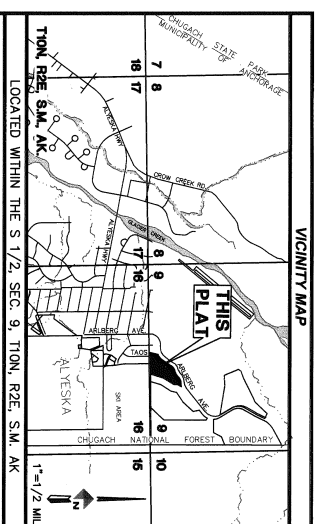 VICINITY MAP
CHUGACH STATE PARK
MUNICIPALITY OF ANCHORAGE
7 8
18 17
8 9
17 16
9 10
16 15
CROW CREEK RD
ALYESKA HWY
GLACIER CREEK
ALYESKA HWY
THIS
PLAT
ARLBERG AVE
ARLBERG AVE.
TAOS
SKI AREA
ALYESKA
CHUGACH NATIONAL FOREST BOUNDARY
T10N, R2E, S.M., AK.
N
1"=1/2 MIL
LOCATED WITHIN THE S 1/2, SEC. 9, T10N, R2E, S.M. AK